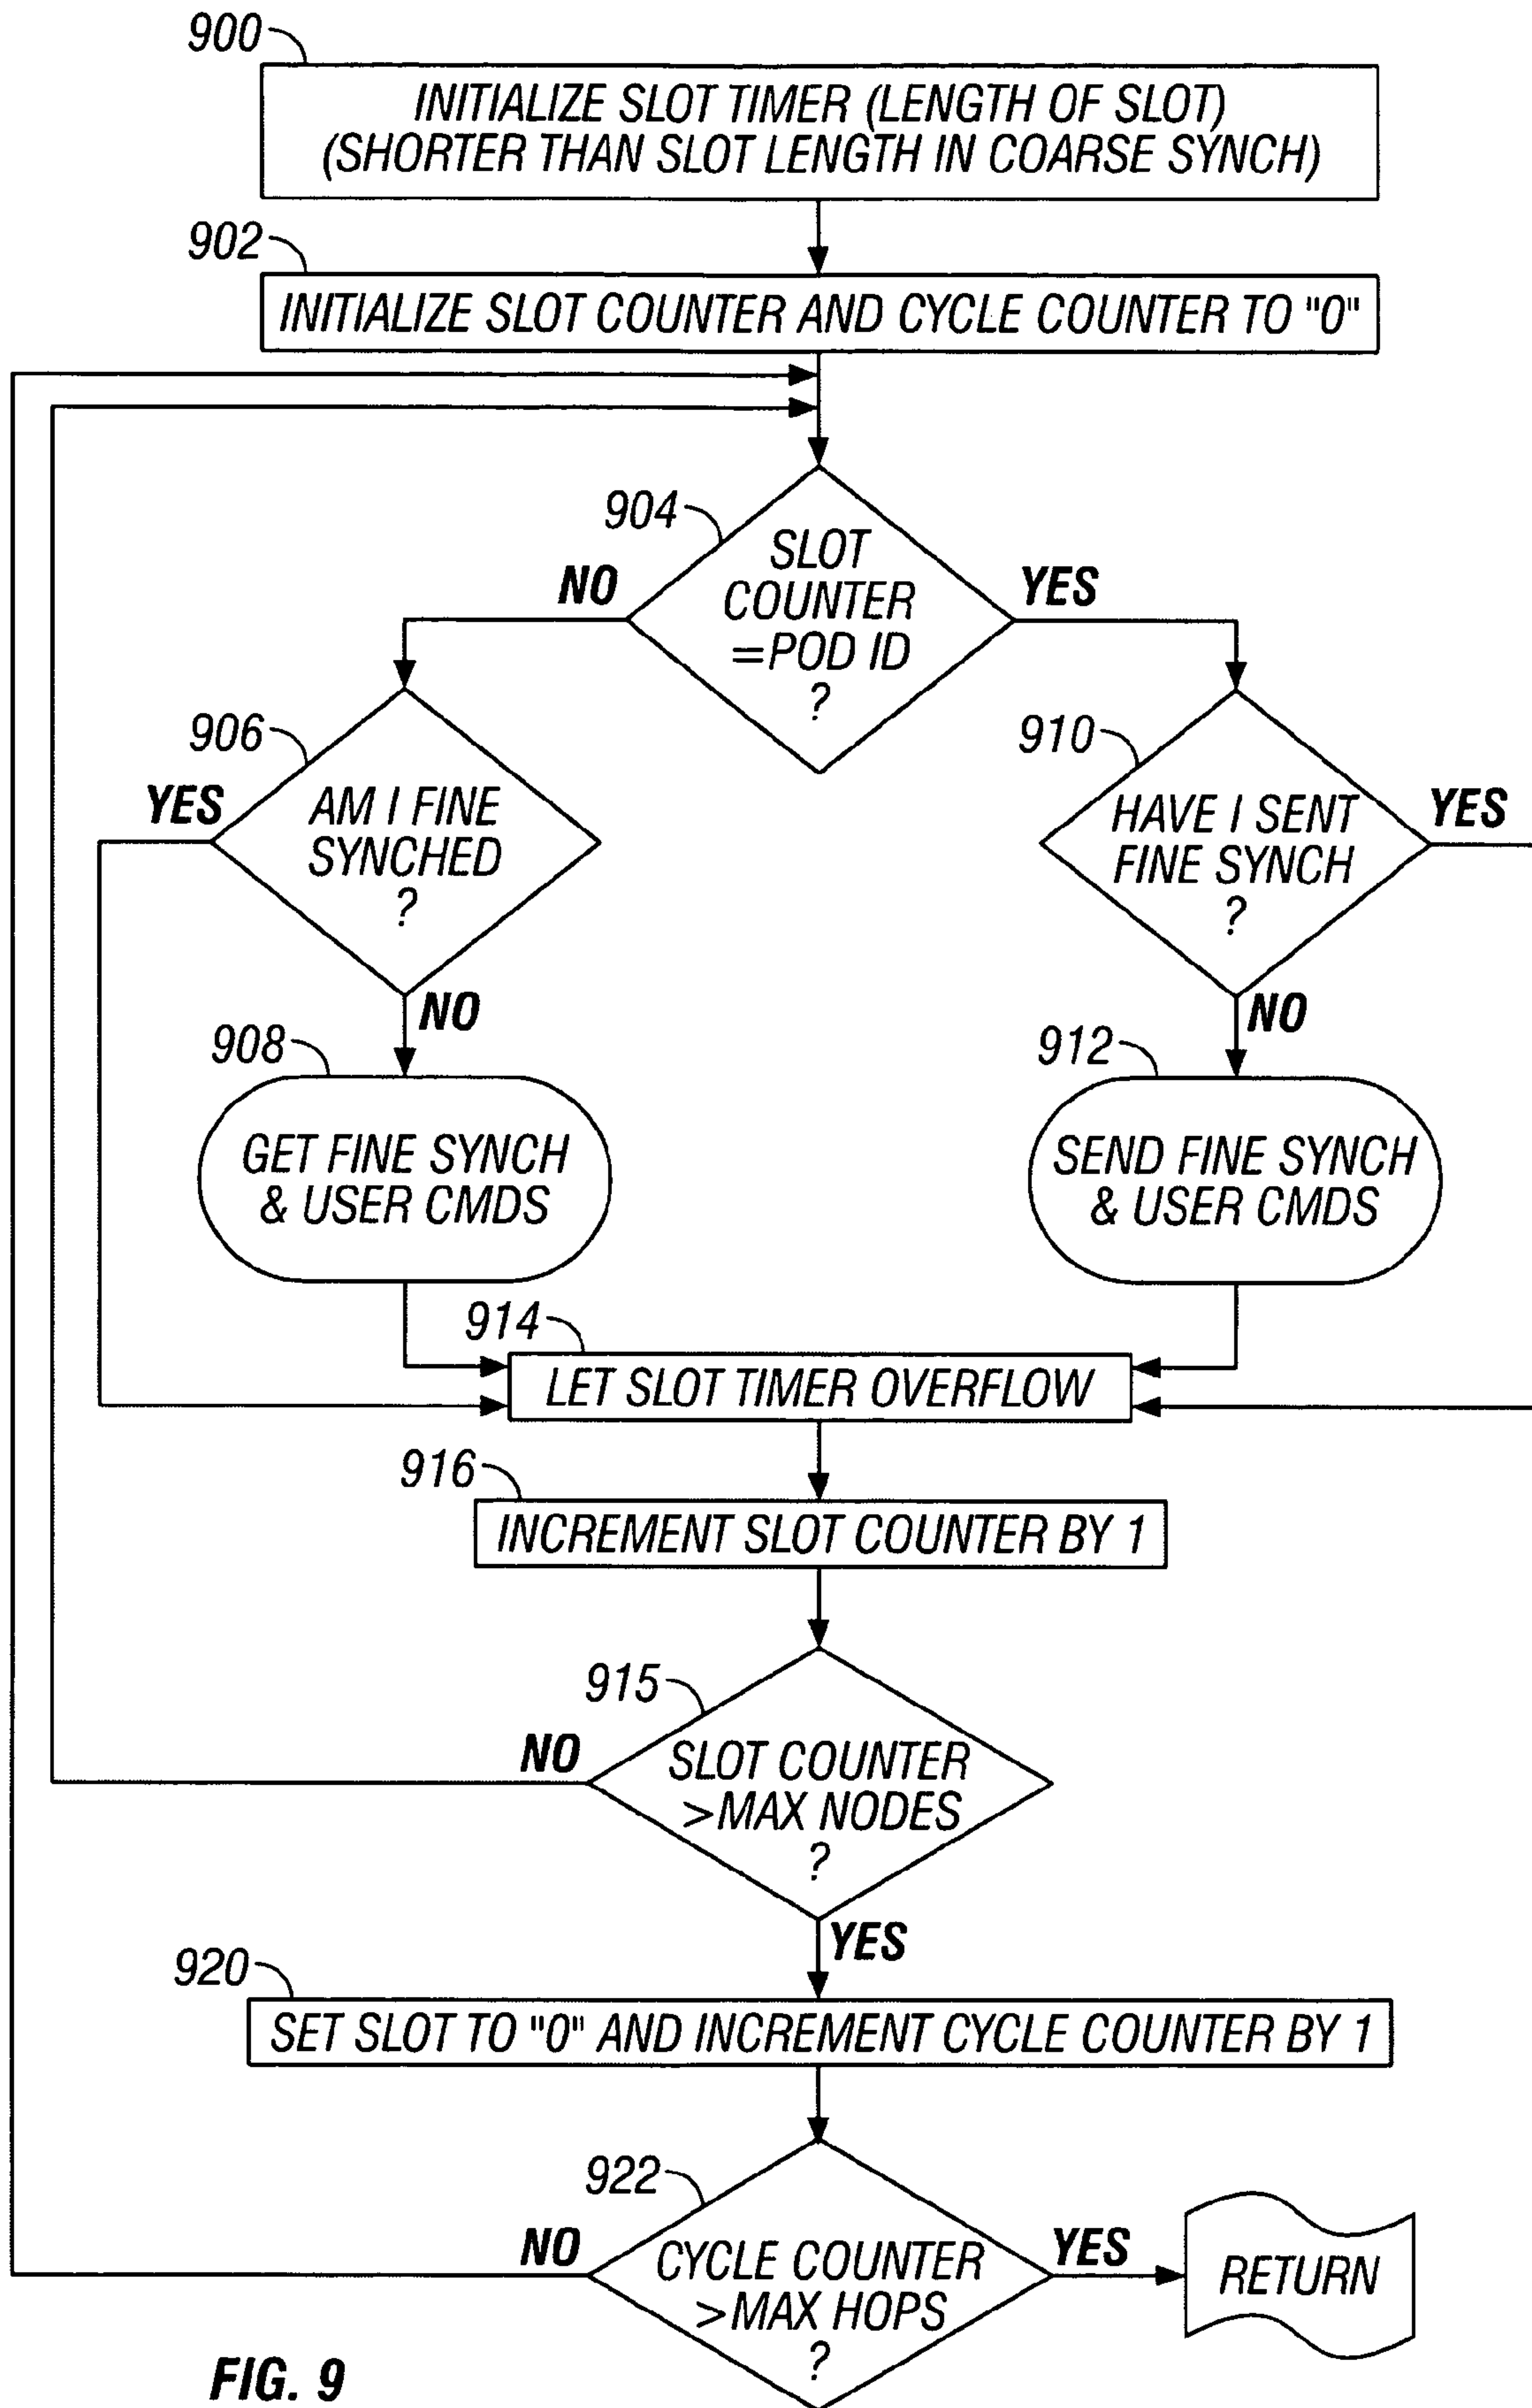 900
INITIALIZE SLOT TIMER (LENGTH OF SLOT)
(SHORTER THAN SLOT LENGTH IN COARSE SYNCH)
902
INITIALIZE SLOT COUNTER AND CYCLE COUNTER TO "0"
904
SLOT
COUNTER
=POD ID
?
NO
YES
906
AM I FINE
SYNCHED
?
YES
NO
910
HAVE I SENT
FINE SYNCH
?
YES
NO
908
GET FINE SYNCH
& USER CMDS
912
SEND FINE SYNCH
& USER CMDS
914
LET SLOT TIMER OVERFLOW
916
INCREMENT SLOT COUNTER BY 1
915
NO
SLOT COUNTER
>MAX NODES
?
YES
920
SET SLOT TO "0" AND INCREMENT CYCLE COUNTER BY 1
922
NO
CYCLE COUNTER
>MAX HOPS
?
YES
RETURN
FIG. 9